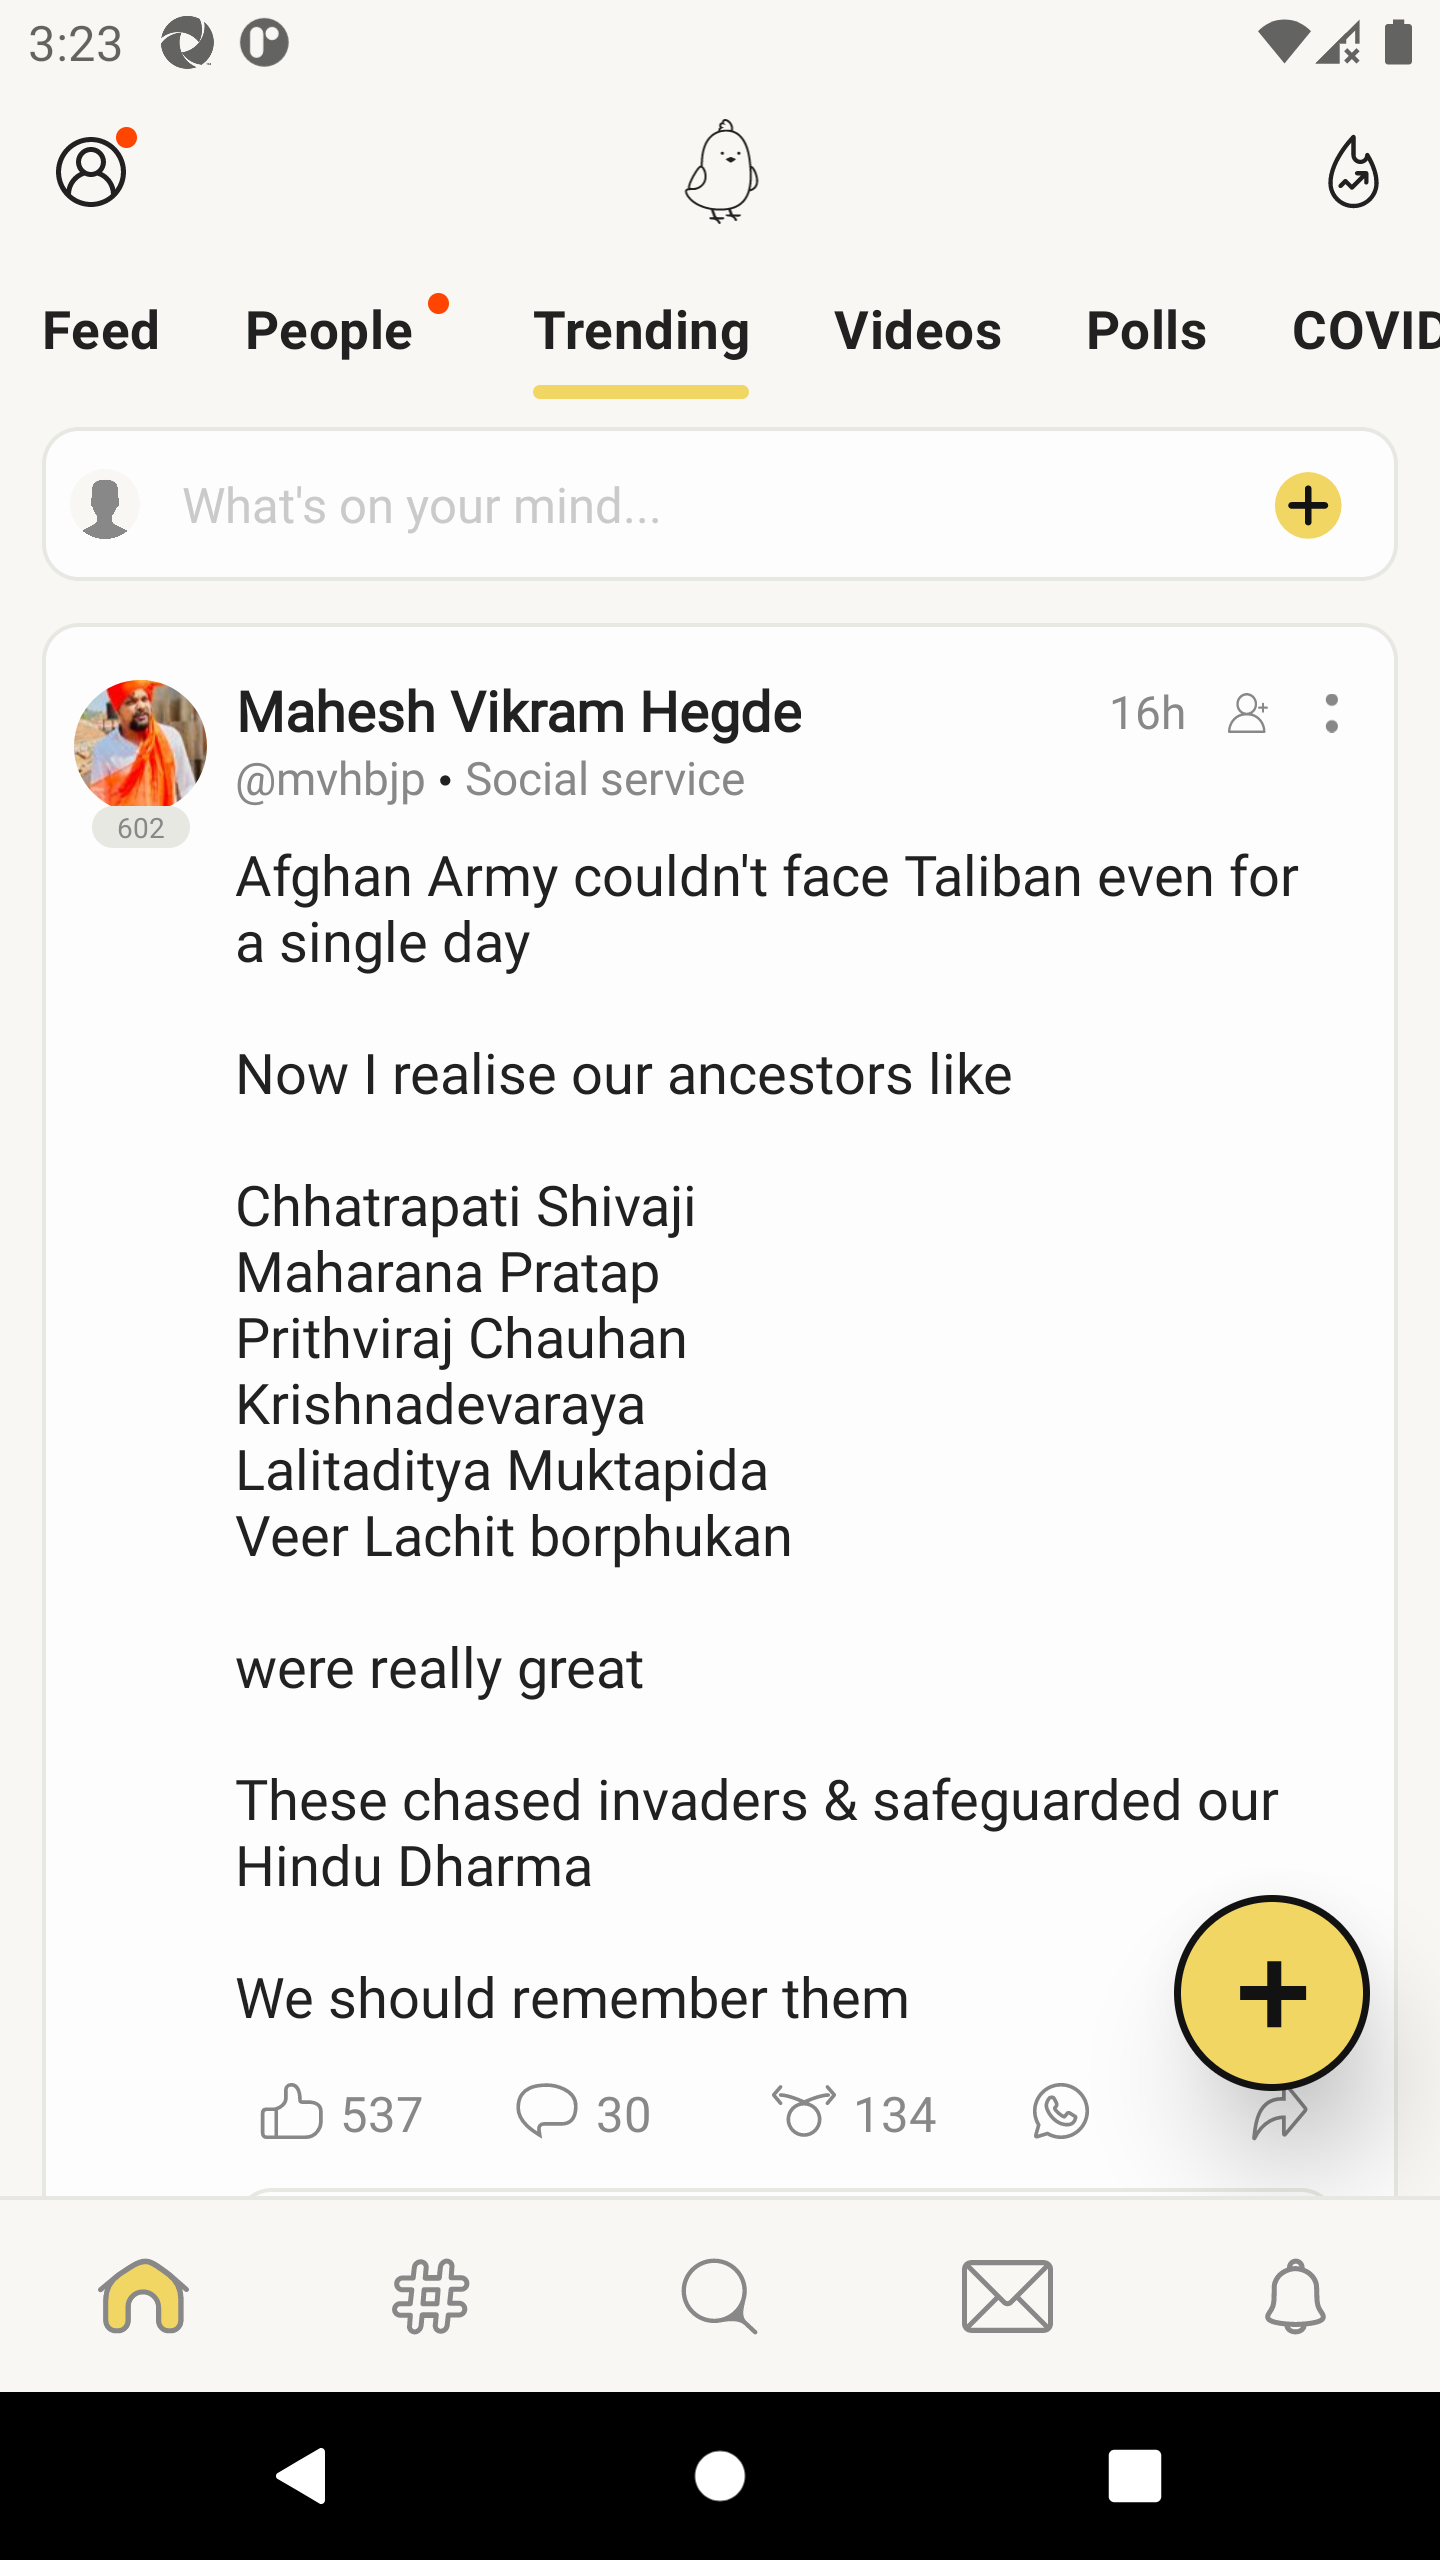 3:23
Feed People Trending Videos Polls COVID
What's on your mind...
Mahesh Vikram Hegde 16h
@mvhbjp • Social service
602
Afghan Army couldn't face Taliban even for
a single day
Now I realise our ancestors like
Chhatrapati Shivaji
Maharana Pratap
Prithviraj Chauhan
Krishnadevaraya
Lalitaditya Muktapida
Veer Lachit borphukan
were really great
These chased invaders & safeguarded our
Hindu Dharma
We should remember them
537 30 134